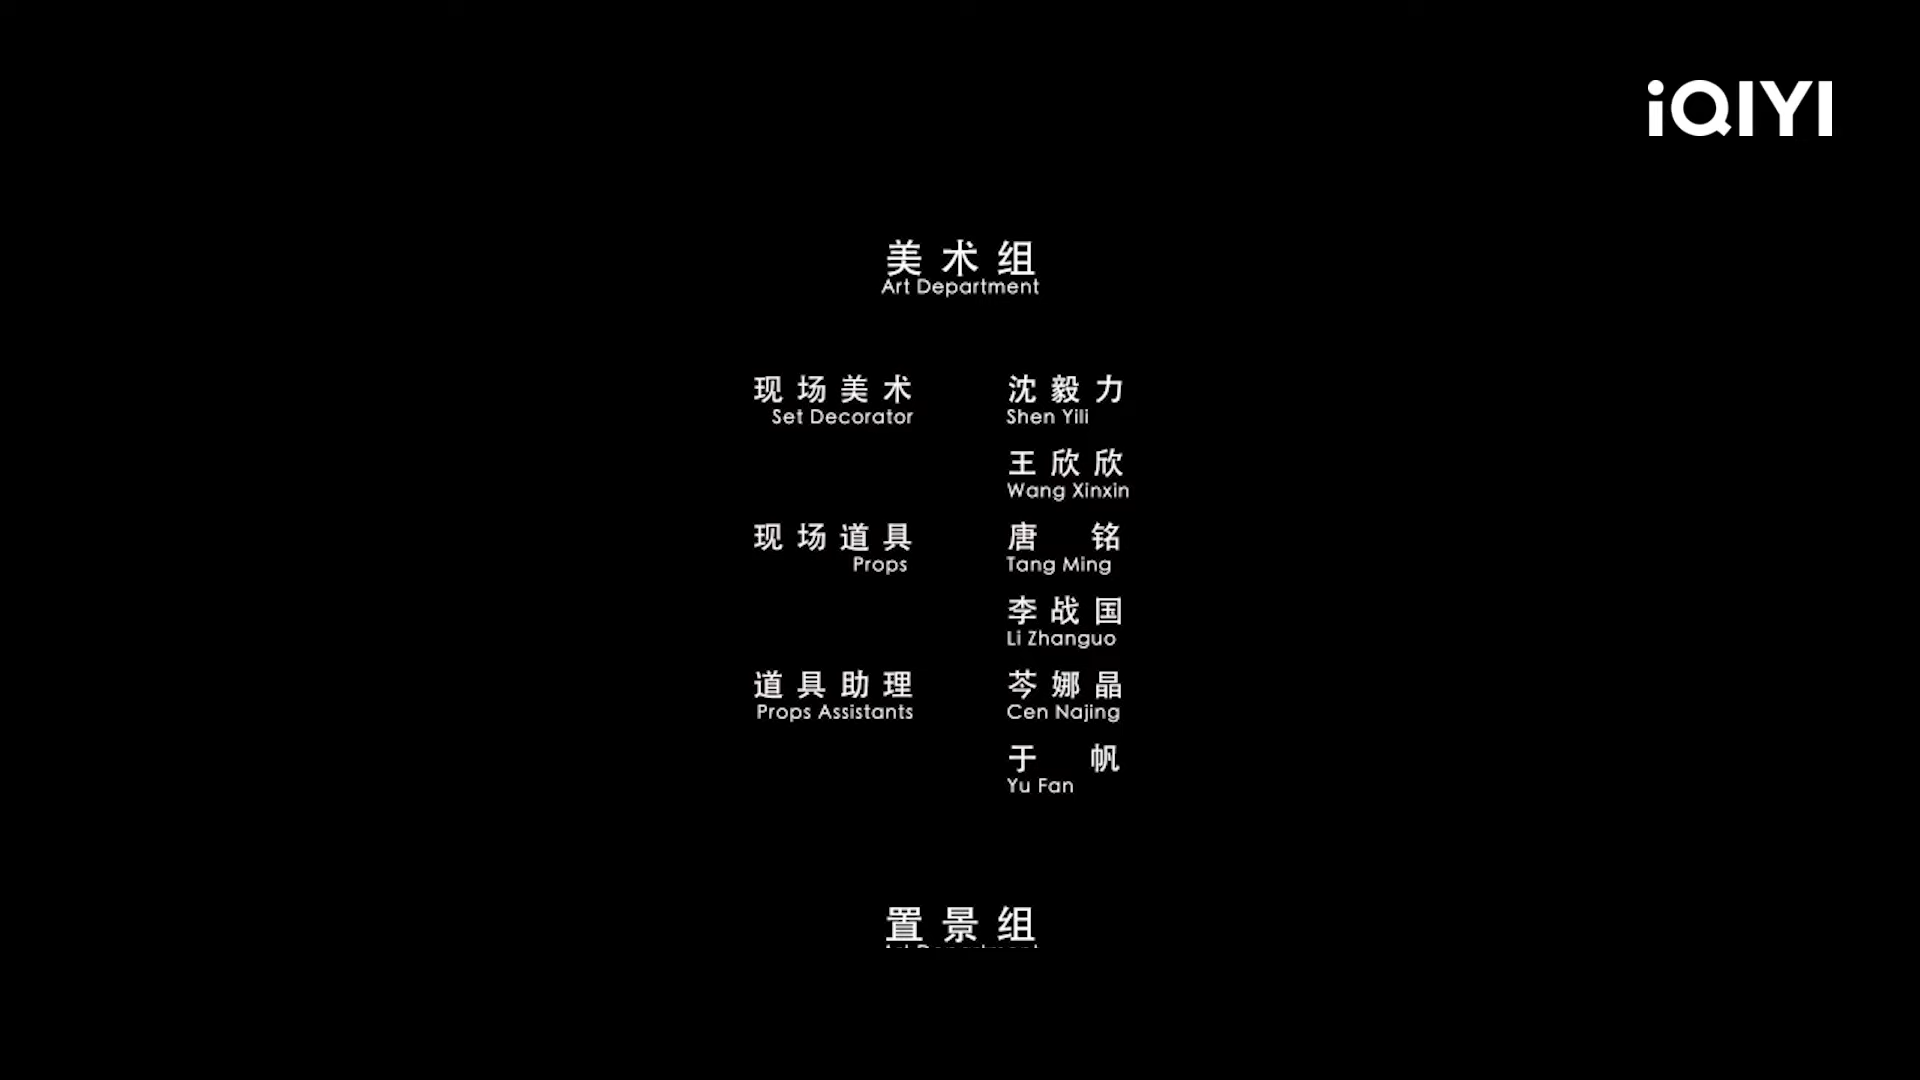 iQIYI
美术组
Art Department
现场美术 沈毅力
Set Decorator Shen Yili
王欣欣
Wang Xinxin
现场道具 唐铭
Props Tang Ming
李战国
Li Zhanguo
道具助理 芩娜晶
Props Assistants Cen Najing
于帆
Yu Fan
置景组